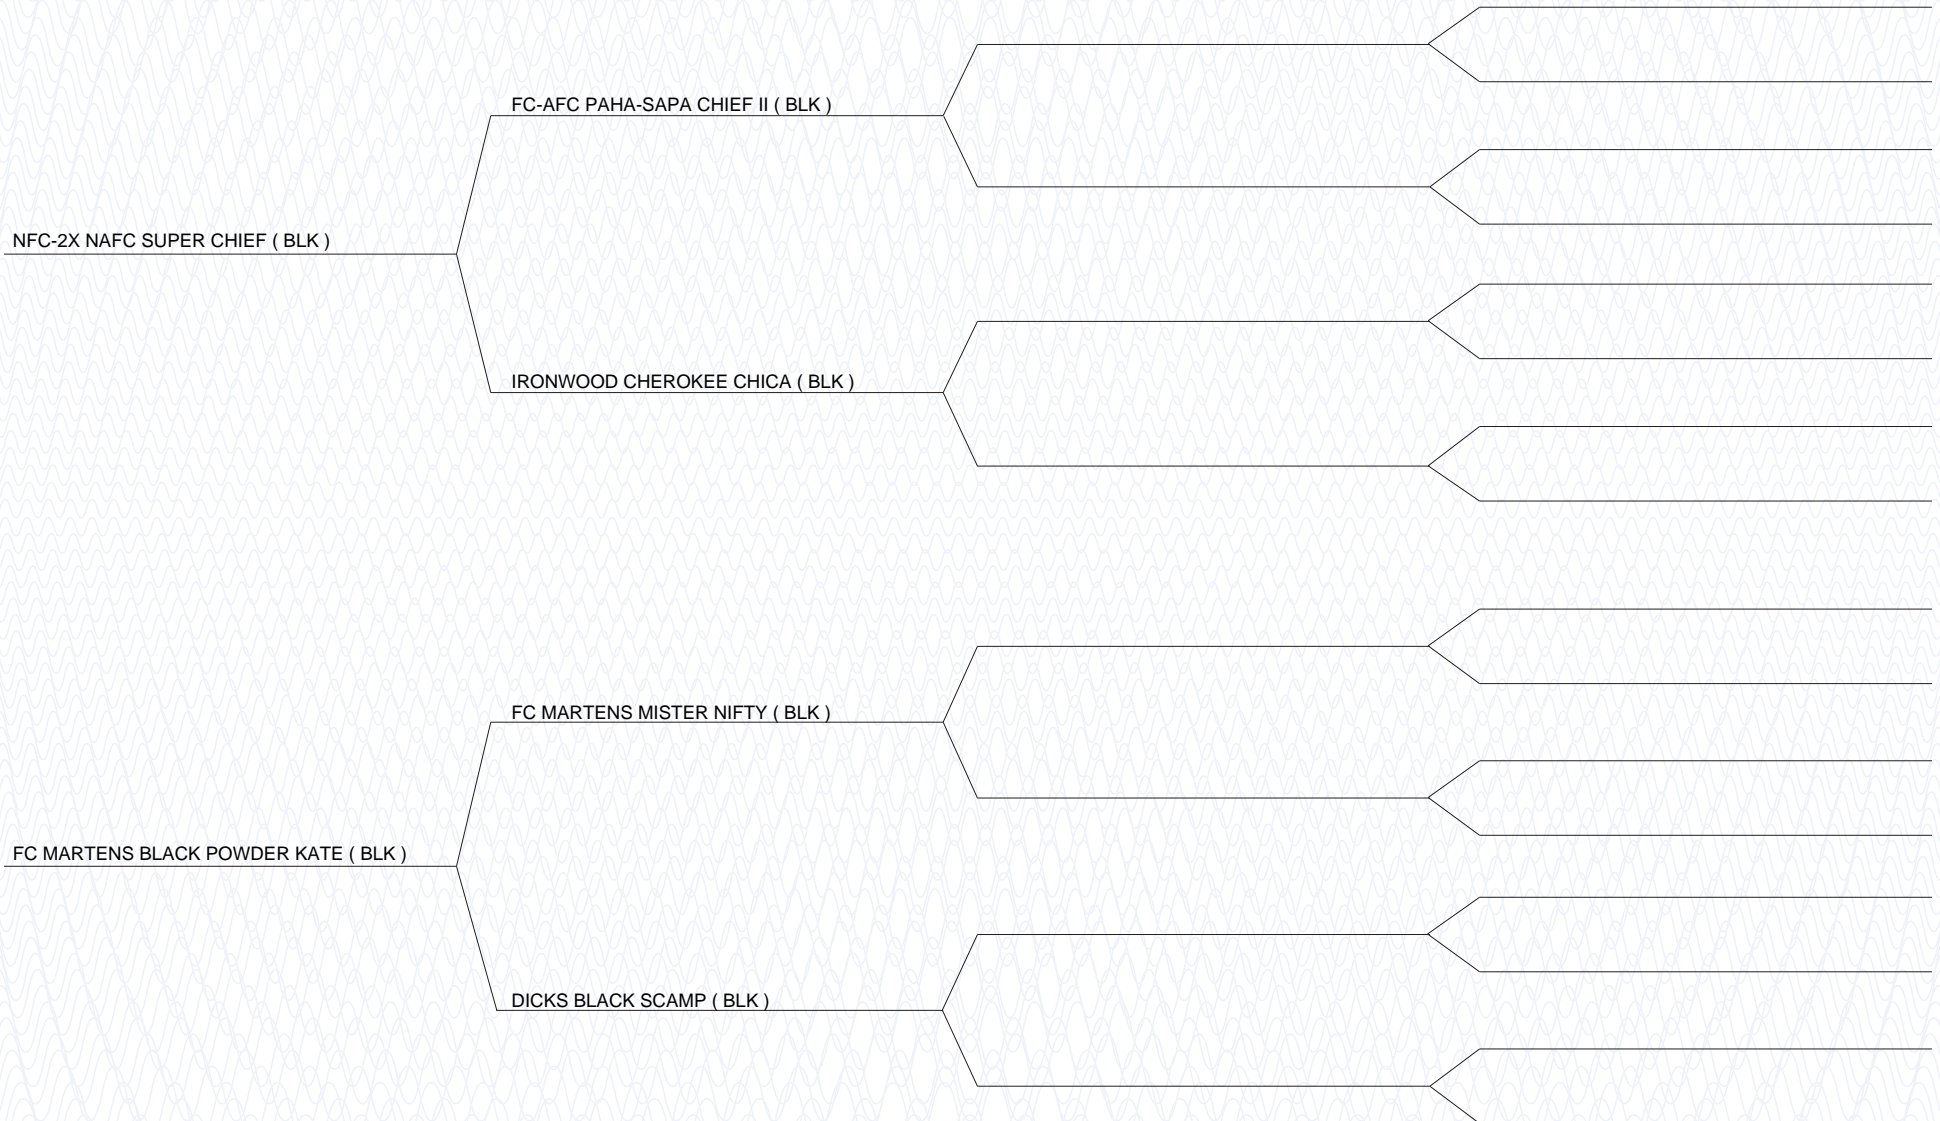 FC-AFC PAHA-SAPA CHIEF II ( BLK )
NFC-2X NAFC SUPER CHIEF ( BLK )
IRONWOOD CHEROKEE CHICA ( BLK )
FC MARTENS MISTER NIFTY ( BLK )
FC MARTENS BLACK POWDER KATE ( BLK )
DICKS BLACK SCAMP ( BLK )